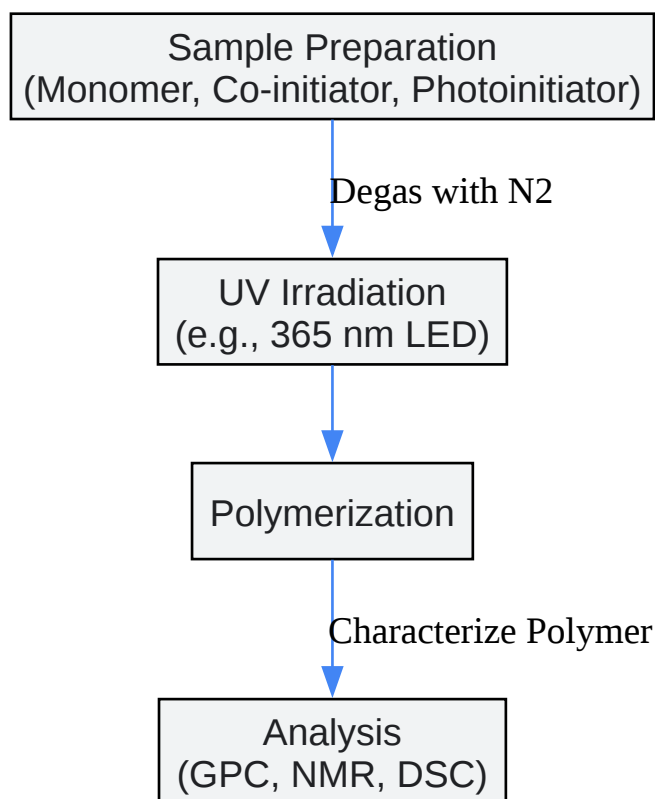 Sample Preparation
(Monomer, Co-initiator, Photoinitiator)
Degas with N2
UV Irradiation
(e.g., 365 nm LED)
Polymerization
Characterize Polymer
Analysis
(GPC, NMR, DSC)